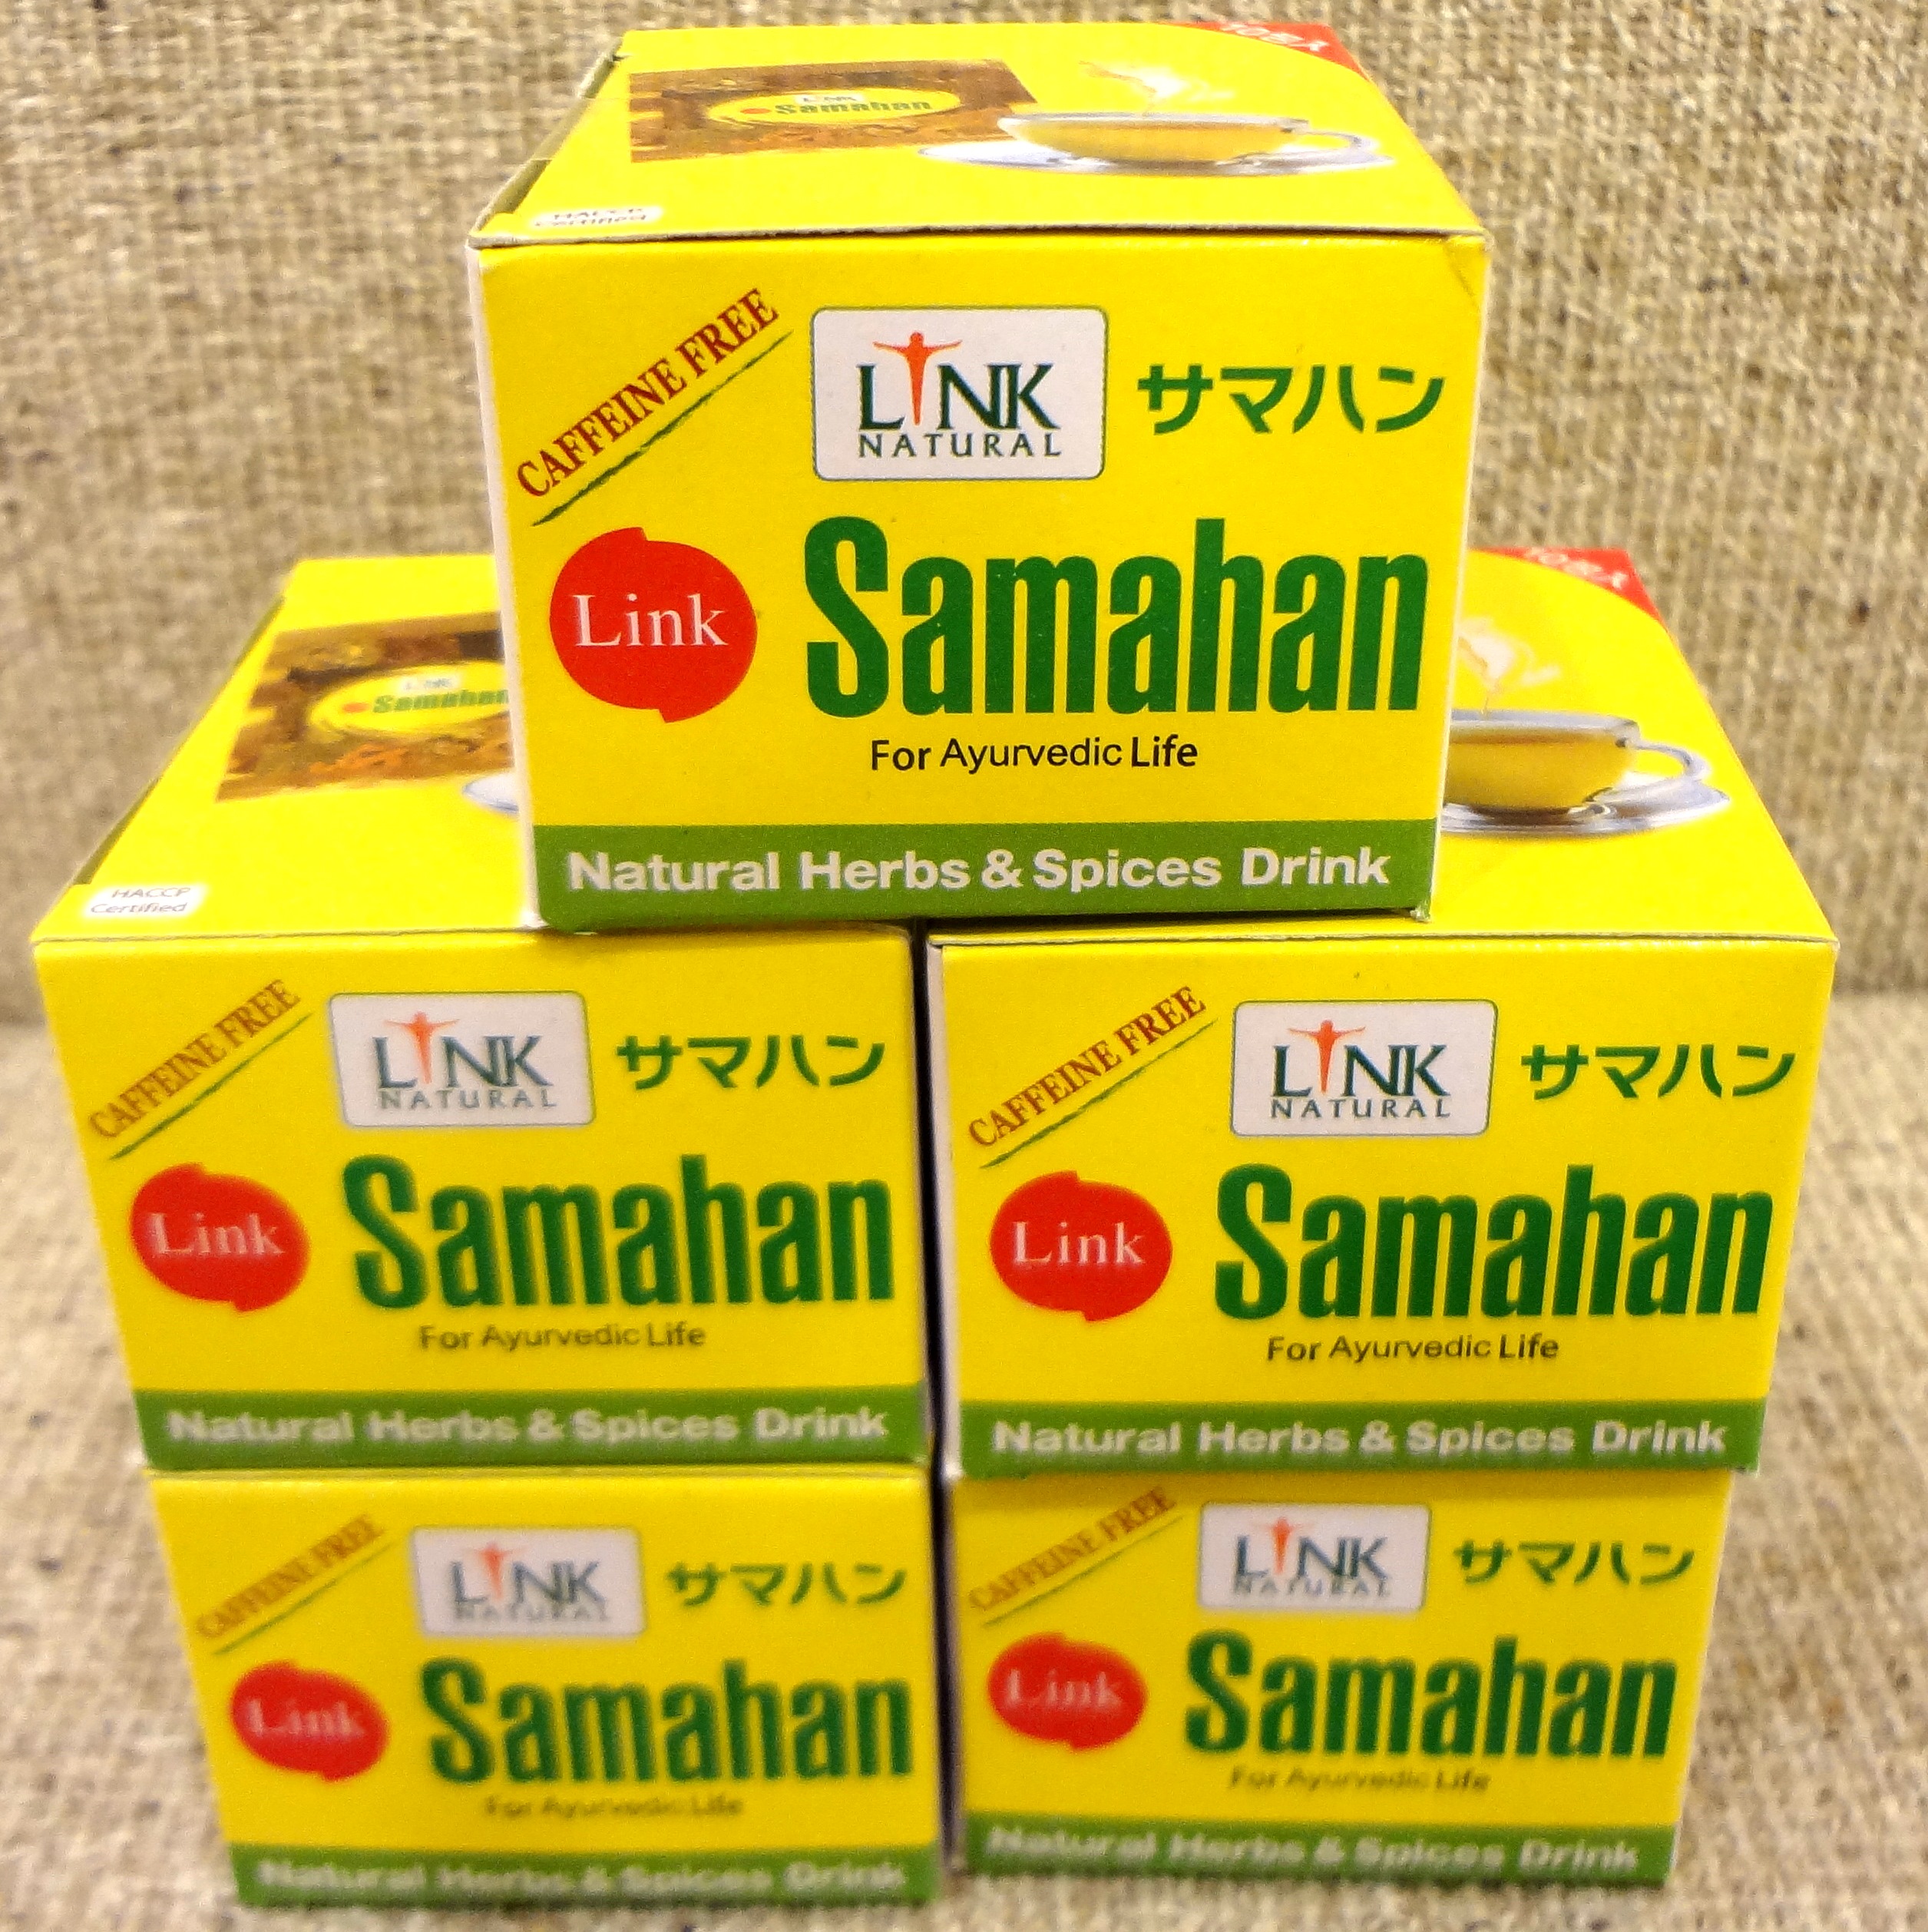 LINK
Samahan
HACCP
Certified
CAFFEINE FREE
LINK
NATURAL
サマハン
Link
Samahan
For Ayurvedic Life
Natural Herbs & Spices Drink
LINK
Samahan
HACCP
Certified
CAFFEINE FREE
LINK
NATURAL
サマハン
Link
Samahan
For Ayurvedic Life
Natural Herbs & Spices Drink
CAFFEINE FREE
LINK
NATURAL
サマハン
Link
Samahan
For Ayurvedic Life
Natural Herbs & Spices Drink
CAFFEINE FREE
LINK
NATURAL
サマハン
Link
Samahan
For Ayurvedic Life
Natural Herbs & Spices Drink
CAFFEINE FREE
LINK
NATURAL
サマハン
Link
Samahan
For Ayurvedic Life
Natural Herbs & Spices Drink